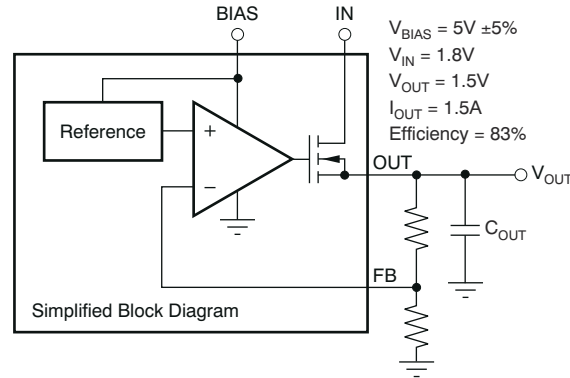 BIAS
IN
V_BIAS = 5V ±5%
V_IN = 1.8V
V_OUT = 1.5V
I_OUT = 1.5A
Efficiency = 83%
Reference
+
−
OUT
V_OUT
C_OUT
FB
Simplified Block Diagram